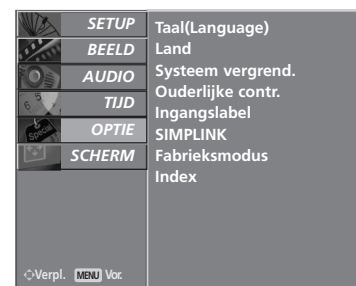 SETUP
BEELD
AUDIO
TIJD
OPTIE
SCHERM
Taal(Language)
Land
Systeem vergrend.
Ouderlijke contr.
Ingangslabel
SIMPLINK
Fabrieksmodus
Index
Verpl. MENU Vor.